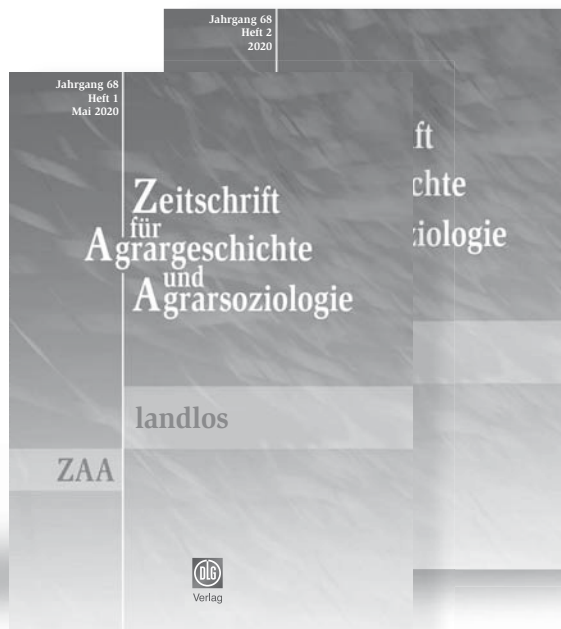 Jahrgang 68
Heft 2
2020
Jahrgang 68
Heft 1
Mai 2020
Zeitschrift
für
Agrargeschichte
und
Agrarsoziologie
landlos
ZAA
DLG
Verlag
ft
chte
ziologie